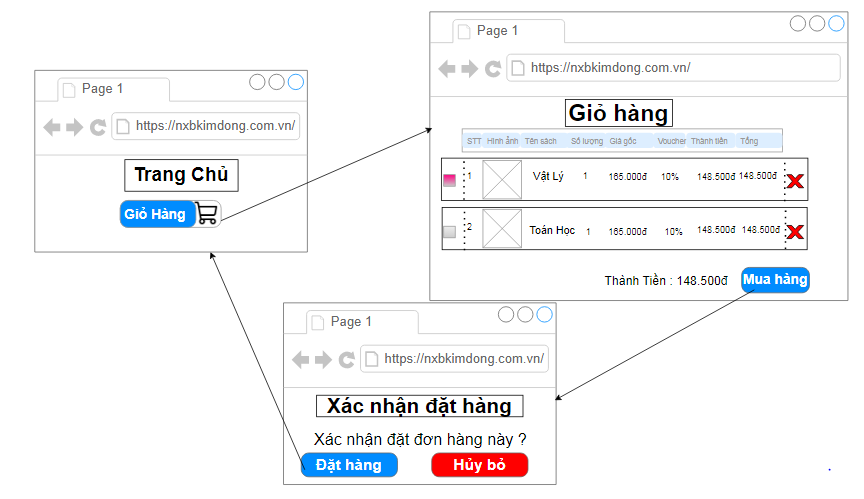 Page 1
https://nxbkimdong.com.vn/
Trang Chủ
Giỏ Hàng
Page 1
https://nxbkimdong.com.vn/
Giỏ hàng
STT Hình ảnh Tên sách Số lượng Giá gốc Voucher Thành tiền Tổng
1 Vật Lý 1 165.000đ 10% 148.500đ 148.500đ
2 Toán Học 1 165.000đ 10% 148.500đ 148.500đ
Thành Tiền : 148.500đ Mua hàng
Page 1
https://nxbkimdong.com.vn/
Xác nhận đặt hàng
Xác nhận đặt đơn hàng này ?
Đặt hàng Hủy bỏ